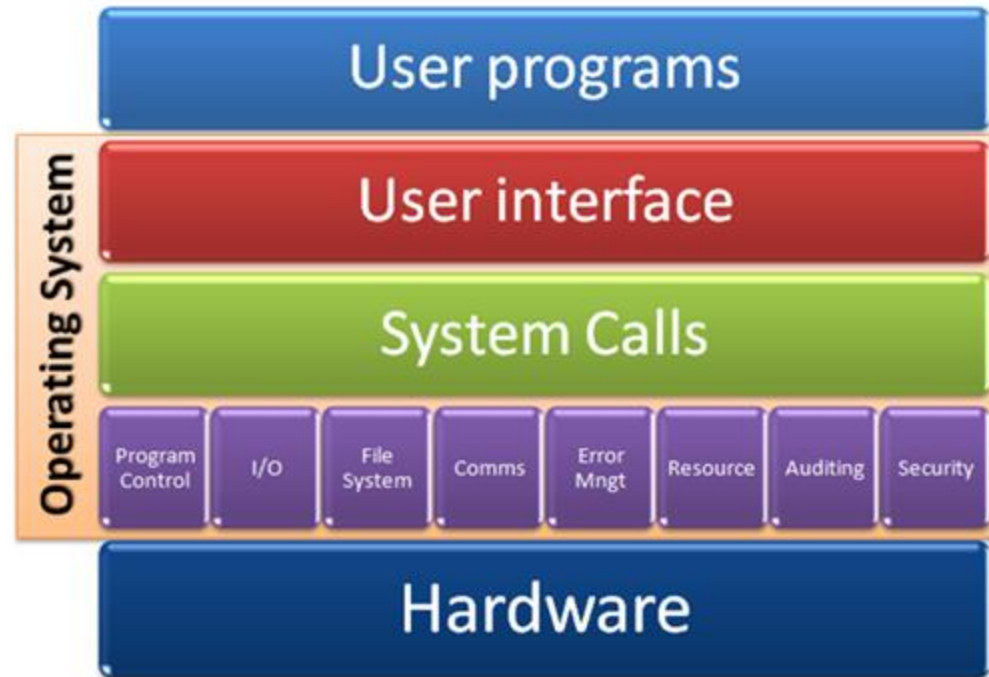 User programs
Operating System
User interface
System Calls
Program
Control
I/O
File
System
Comms
Error
Mngt
Resource
Auditing
Security
Hardware